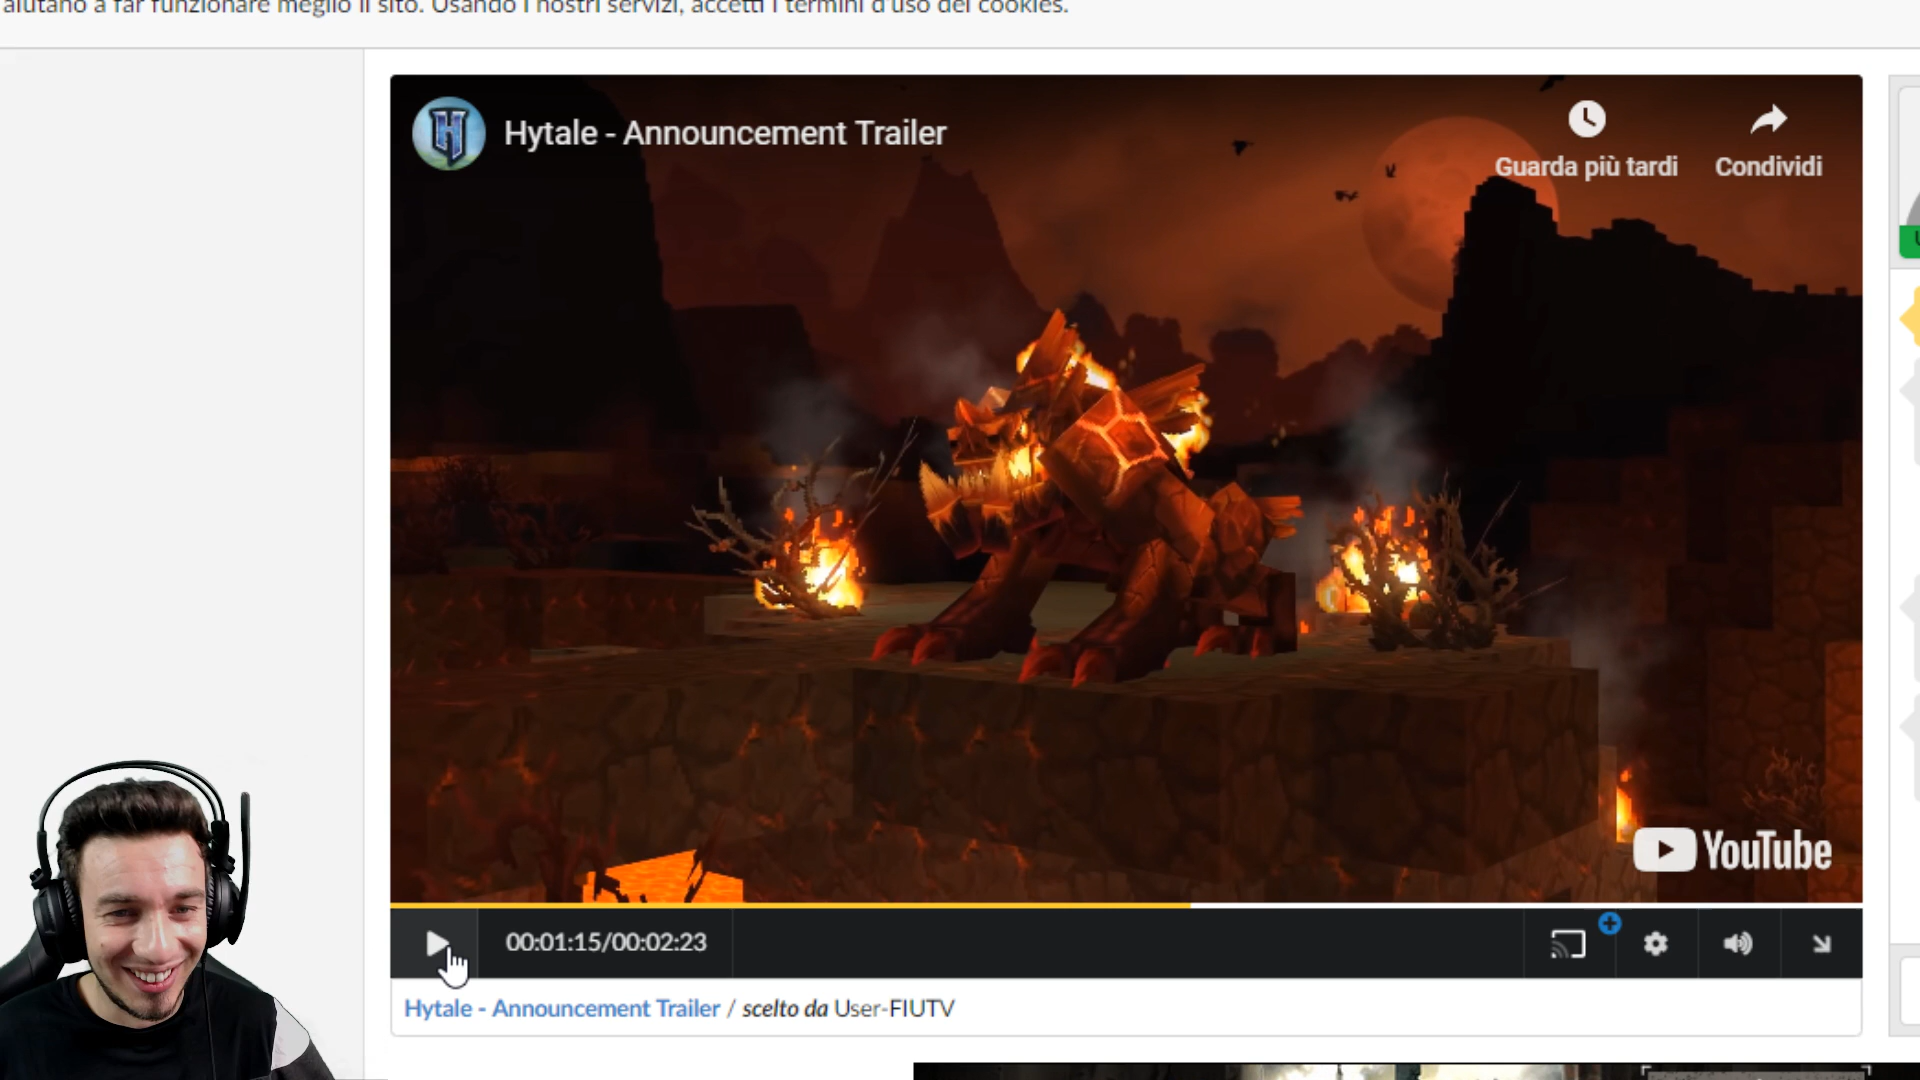 aiutano a far funzionare meglio il sito. Usando i nostri servizi, accetti i termini d'uso dei cookies.
Hytale - Announcement Trailer
Guarda più tardi
Condividi
YouTube
00:01:15/00:02:23
Hytale - Announcement Trailer / scelto da User-FIUTV